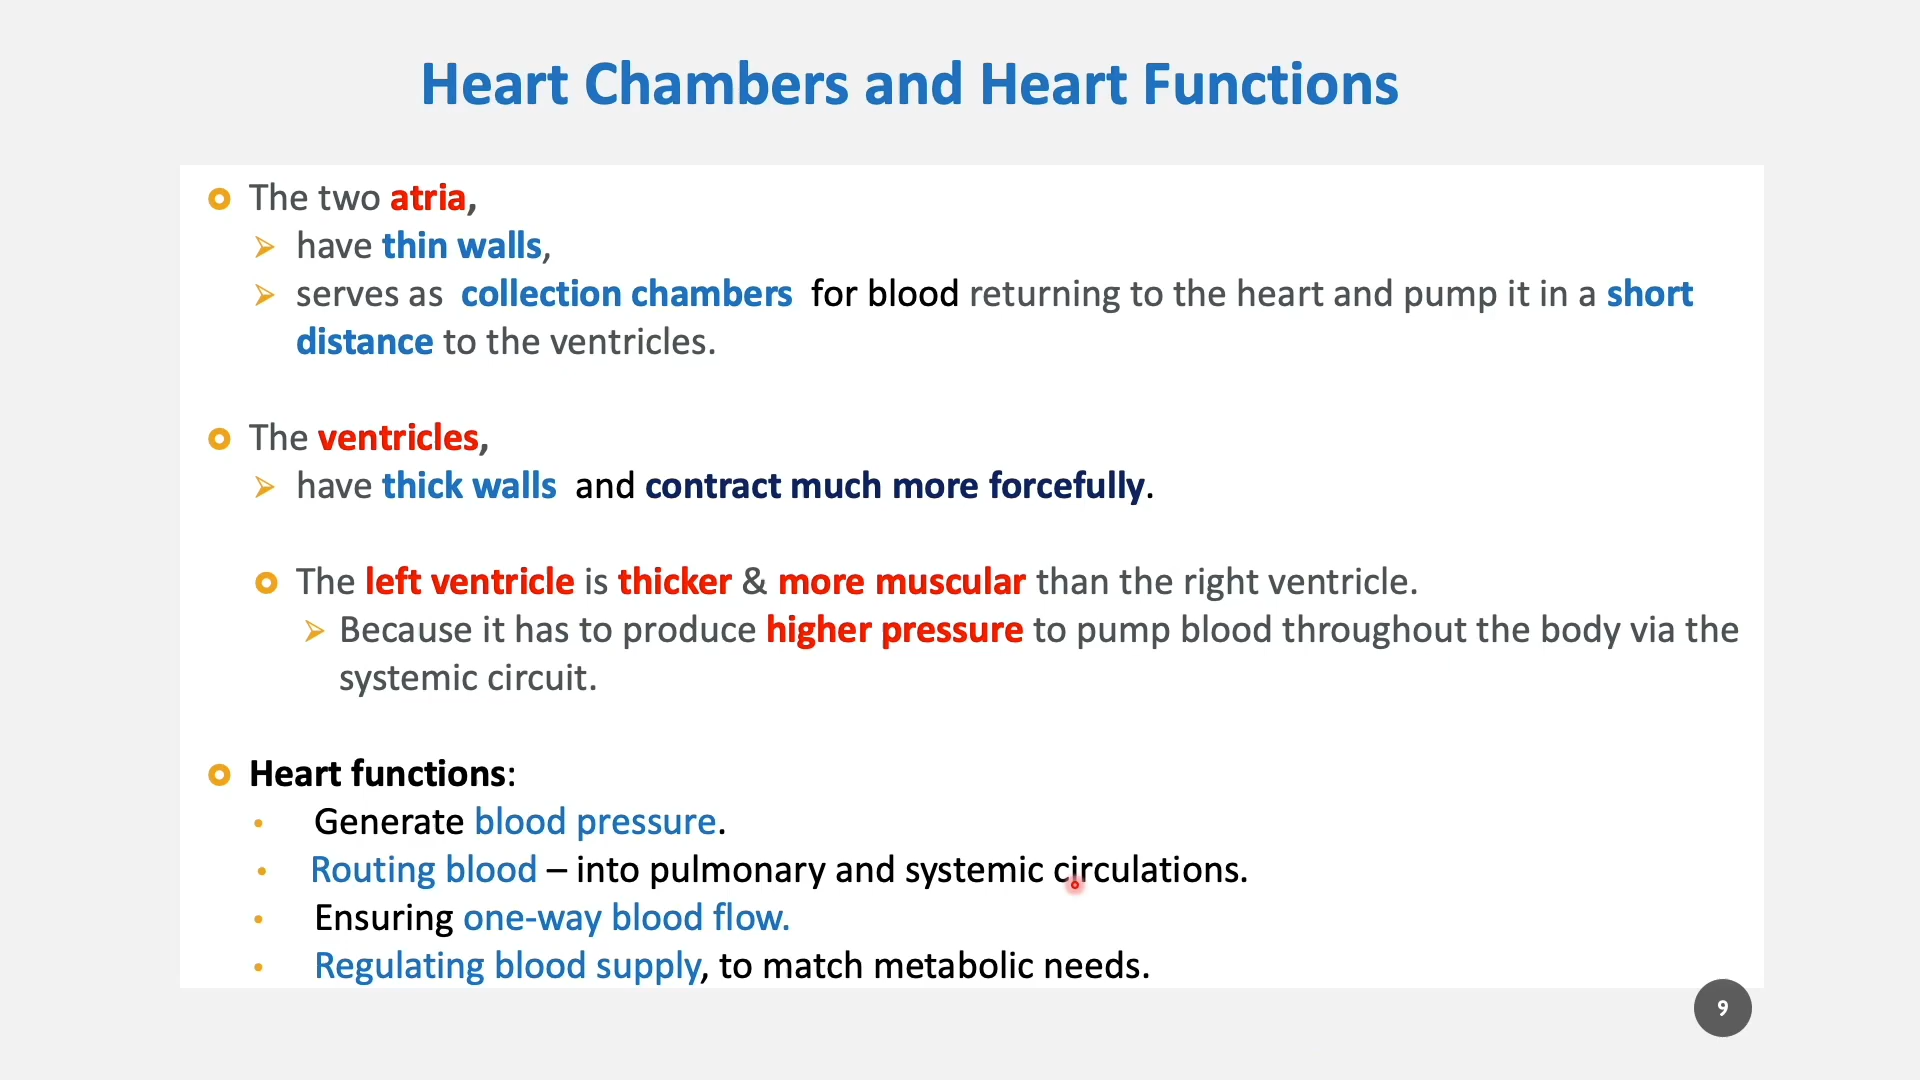 Heart Chambers and Heart Functions
The two atria,
have thin walls,
serves as collection chambers for blood returning to the heart and pump it in a short
distance to the ventricles.
The ventricles,
have thick walls and contract much more forcefully.
The left ventricle is thicker & more muscular than the right ventricle.
Because it has to produce higher pressure to pump blood throughout the body via the
systemic circuit.
Heart functions:
Generate blood pressure.
Routing blood – into pulmonary and systemic circulations.
Ensuring one-way blood flow.
Regulating blood supply, to match metabolic needs.
9